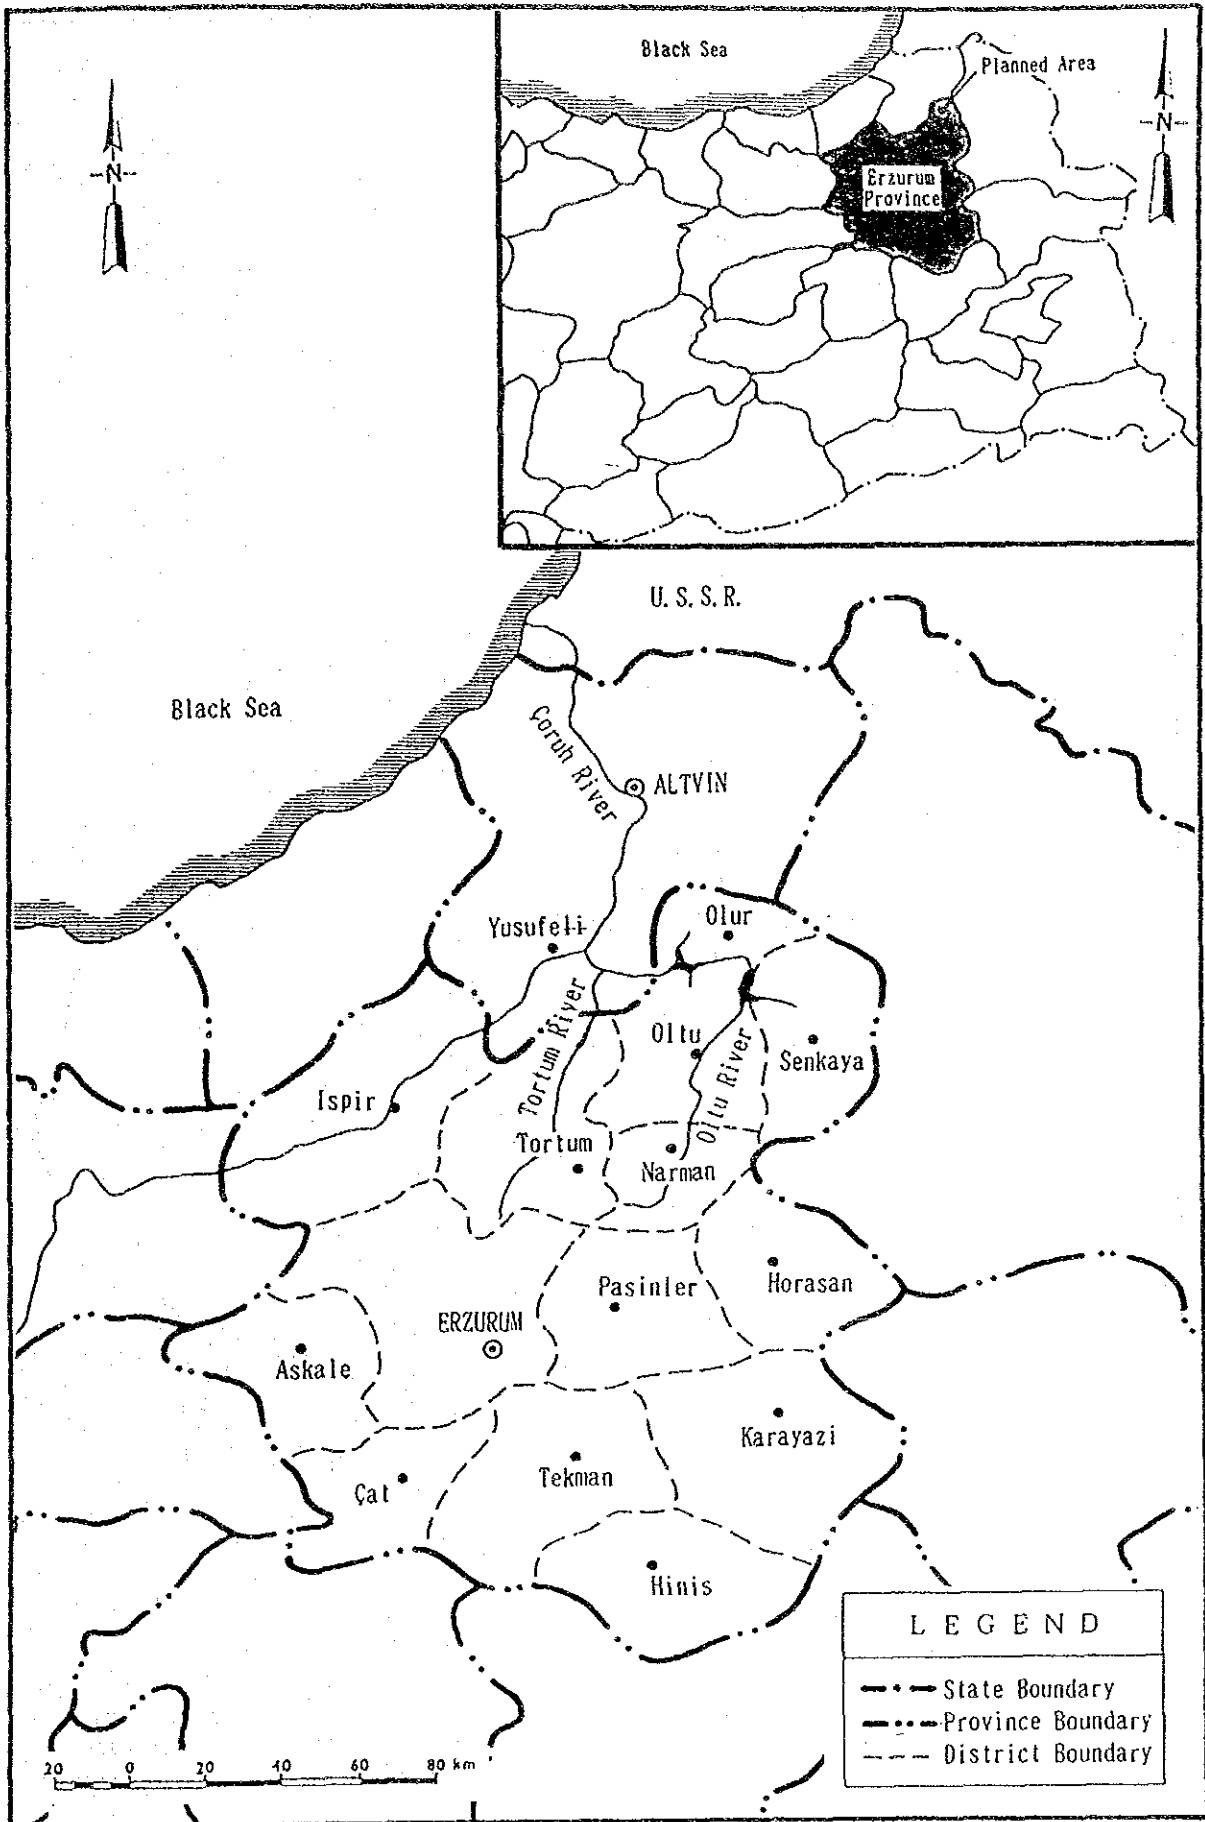 Black Sea
Planned Area
N
N
Erzurum
Province
U.S.S.R.
Black Sea
Çoruh River
ALTVIN
Olur
Yusufeli
Tortum River
Oltu
Oltu River
Senkaya
Ispir
Tortum
Narman
Pasinler
Horasan
ERZURUM
Askale
Karayazi
Tekman
Çat
Hinis
LEGEND
State Boundary
Province Boundary
District Boundary
20 0 20 40 60 80 km